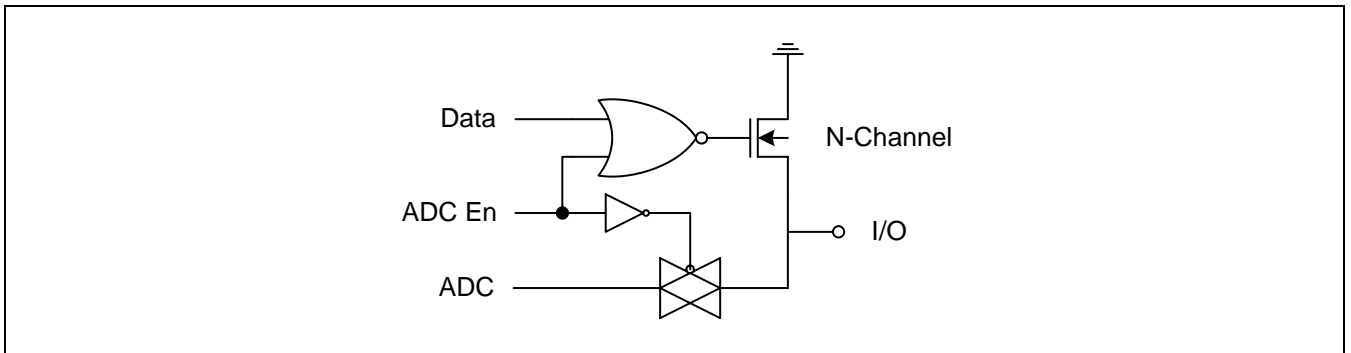 Data
N-Channel
ADC En
I/O
ADC